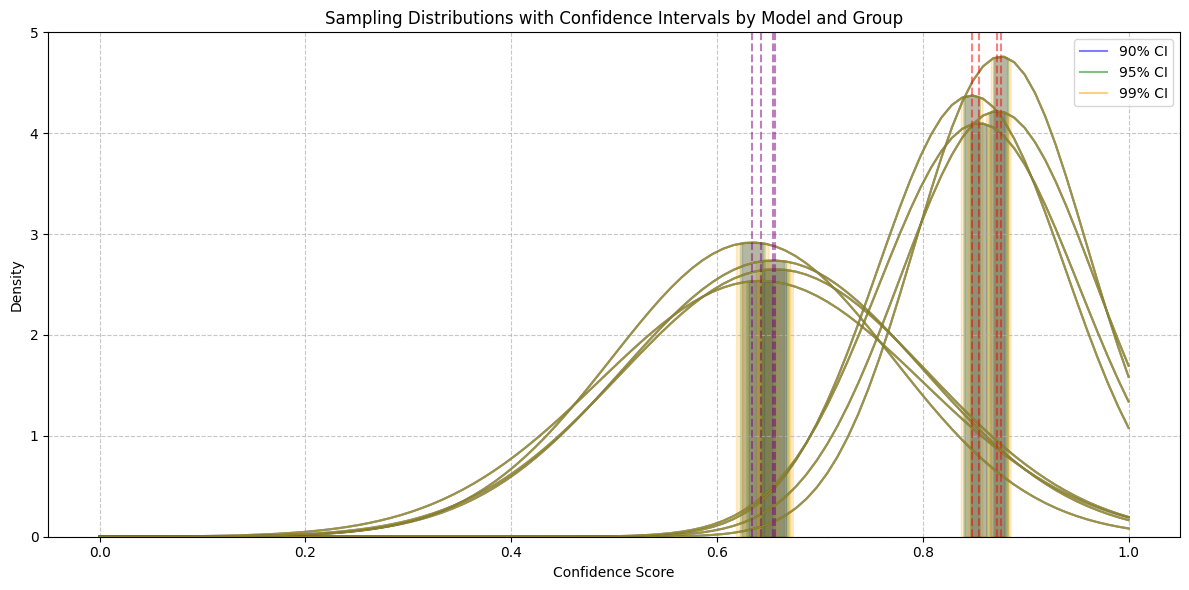 Sampling Distributions with Confidence Intervals by Model and Group
90% CI
95% CI
99% CI
Density
5
4
3
2
1
0
0.0 0.2 0.4 0.6 0.8 1.0
Confidence Score